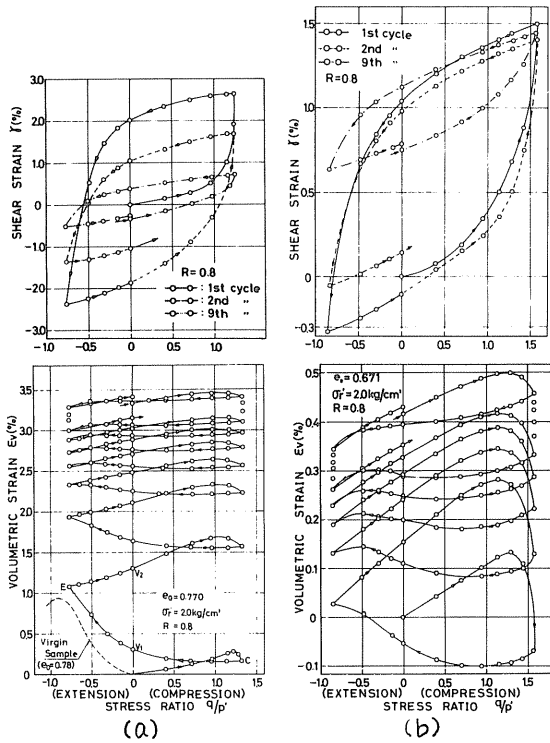 3.0
2.0
1.0
0
-1.0
-2.0
-3.0
SHEAR STRAIN γ(%)
R=0.8
: 1st cycle
: 2nd "
: 9th "
-1.0 -0.5 0 0.5 1.0 1.5
3.5
3.0
2.5
2.0
1.5
1.0
0.5
0
VOLUMETRIC STRAIN Ev(%)
E
V₂
V₁
C
e₀=0.770
σr'=2.0kg/cm²
R=0.8
Virgin
Sample
(e₀=0.78)
-1.0 -0.5 0 0.5 1.0 1.5
(EXTENSION) (COMPRESSION)
STRESS RATIO q/p'
(a)
1st cycle
2nd "
9th "
R=0.8
1.5
1.0
0.5
0
-0.3
SHEAR STRAIN γ(%)
-1.0 -0.5 0 0.5 1.0 1.5
e₀=0.671
σr'=2.0kg/cm²
R=0.8
0.5
0.4
0.3
0.2
0.1
0
-0.1
VOLUMETRIC STRAIN Ev(%)
-1.0 -0.5 0 0.5 1.0 1.5
(EXTENSION) (COMPRESSION)
STRESS RATIO q/p'
(b)